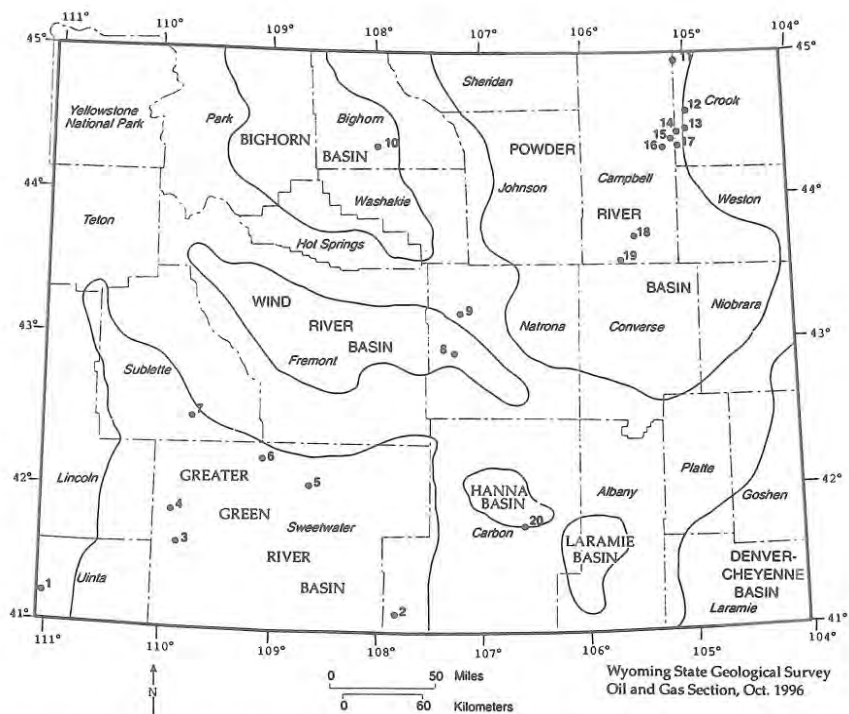 111° 110° 109° 108° 107° 106° 105° 104°
45° 45°
11
Sheridan
Crook
Yellowstone
National Park
Park
Bighorn
12
BIGHORN
14 13
10
15
BASIN
16 17
POWDER
44° 44°
Johnson
Campbell
Washakie
Weston
Teton
RIVER
18
Hot Springs
19
WIND
BASIN
Niobrara
9
RIVER
Natrona
Converse
43° 43°
BASIN
8
Fremont
Sublette
7
6
42° 42°
Lincoln
GREATER
Platte
5
HANNA
BASIN
Albany
Goshen
4
GREEN
Sweetwater
20
Carbon
3
LARAMIE
BASIN
RIVER
DENVER-
CHEYENNE
BASIN
Uinta
1
BASIN
2
Laramie
41° 41°
111° 110° 109° 108° 107° 106° 105° 104°
N
0 50 Miles
0 60 Kilometers
Wyoming State Geological Survey
Oil and Gas Section, Oct. 1996